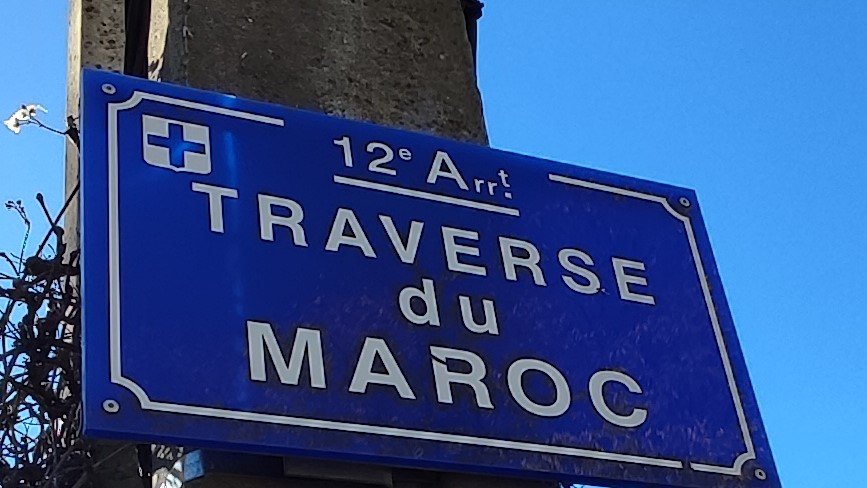 12e Arrt.
TRAVERSE
du
MAROC